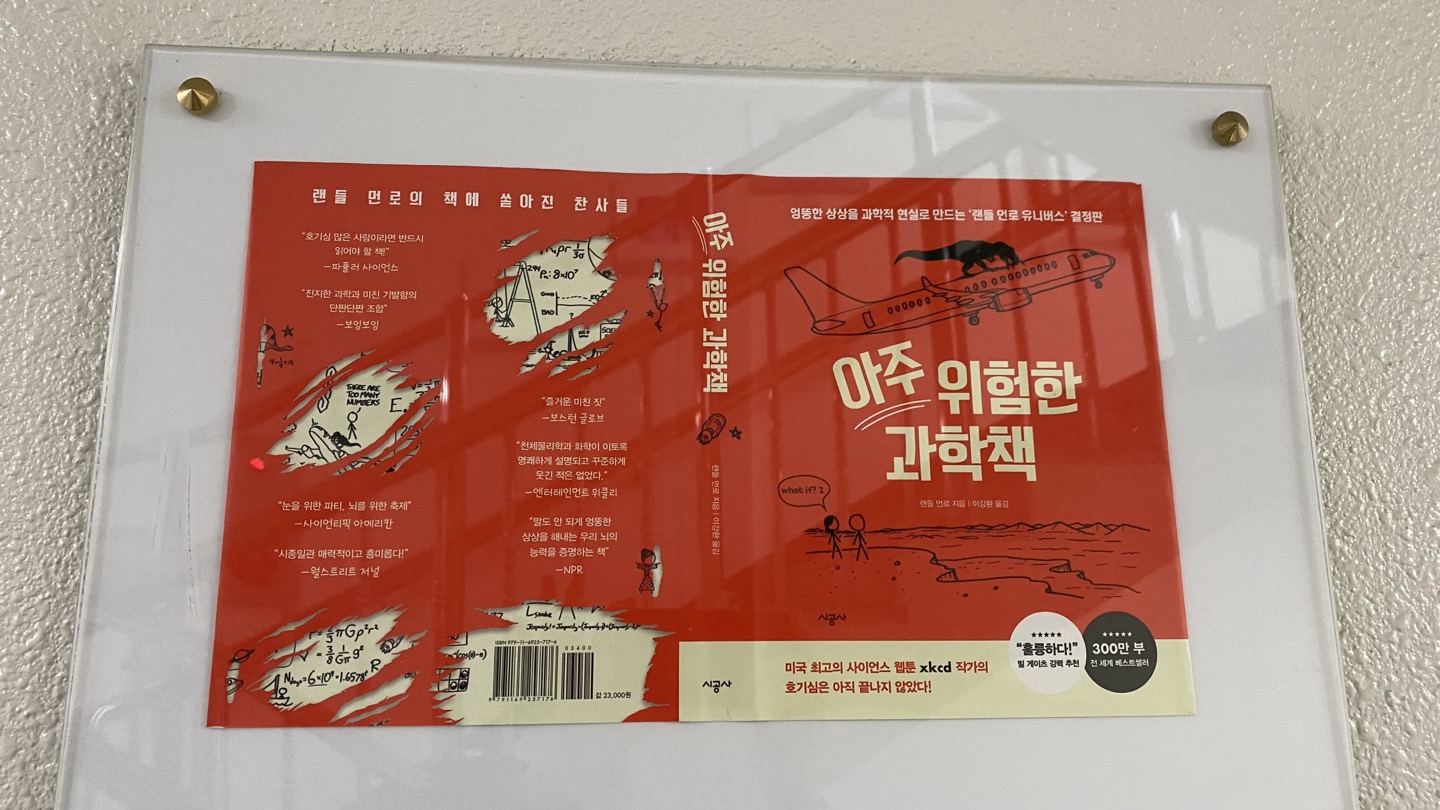 랜들 먼로의 책에 쏟아진 찬사들
“호기심 많은 사람이라면 반드시
읽어야 할 책!”
—파퓰러 사이언스
“진지한 과학과 미친 기발함의
단짠단짠 조합”
—보잉보잉
THERE ARE
TOO MANY
NUMBERS
E.
“눈을 위한 파티, 뇌를 위한 축제”
—사이언티픽 아메리칸
“시종일관 매력적이고 흥미롭다!”
—월스트리트 저널
“즐거운 미친 짓”
—보스턴 글로브
“천체물리학과 화학이 이토록
명쾌하게 설명되고 꾸준하게
웃긴 적은 없었다.”
—엔터테인먼트 위클리
“말도 안 되게 엉뚱한
상상을 해내는 우리 뇌의
능력을 증명하는 책”
—NPR
ISBN 979-11-6925-717-6
03400
9 791169 257176
값 23,000원
아주 위험한 과학책
랜들 먼로 지음 | 이강환 옮김
시공사
엉뚱한 상상을 과학적 현실로 만드는 ‘랜들 먼로 유니버스’ 결정판
아주 위험한
과학책
랜들 먼로 지음 | 이강환 옮김
what if? 2
시공사
미국 최고의 사이언스 웹툰 xkcd 작가의
호기심은 아직 끝나지 않았다!
“훌륭하다!”
빌 게이츠 강력 추천
300만 부
전 세계 베스트셀러